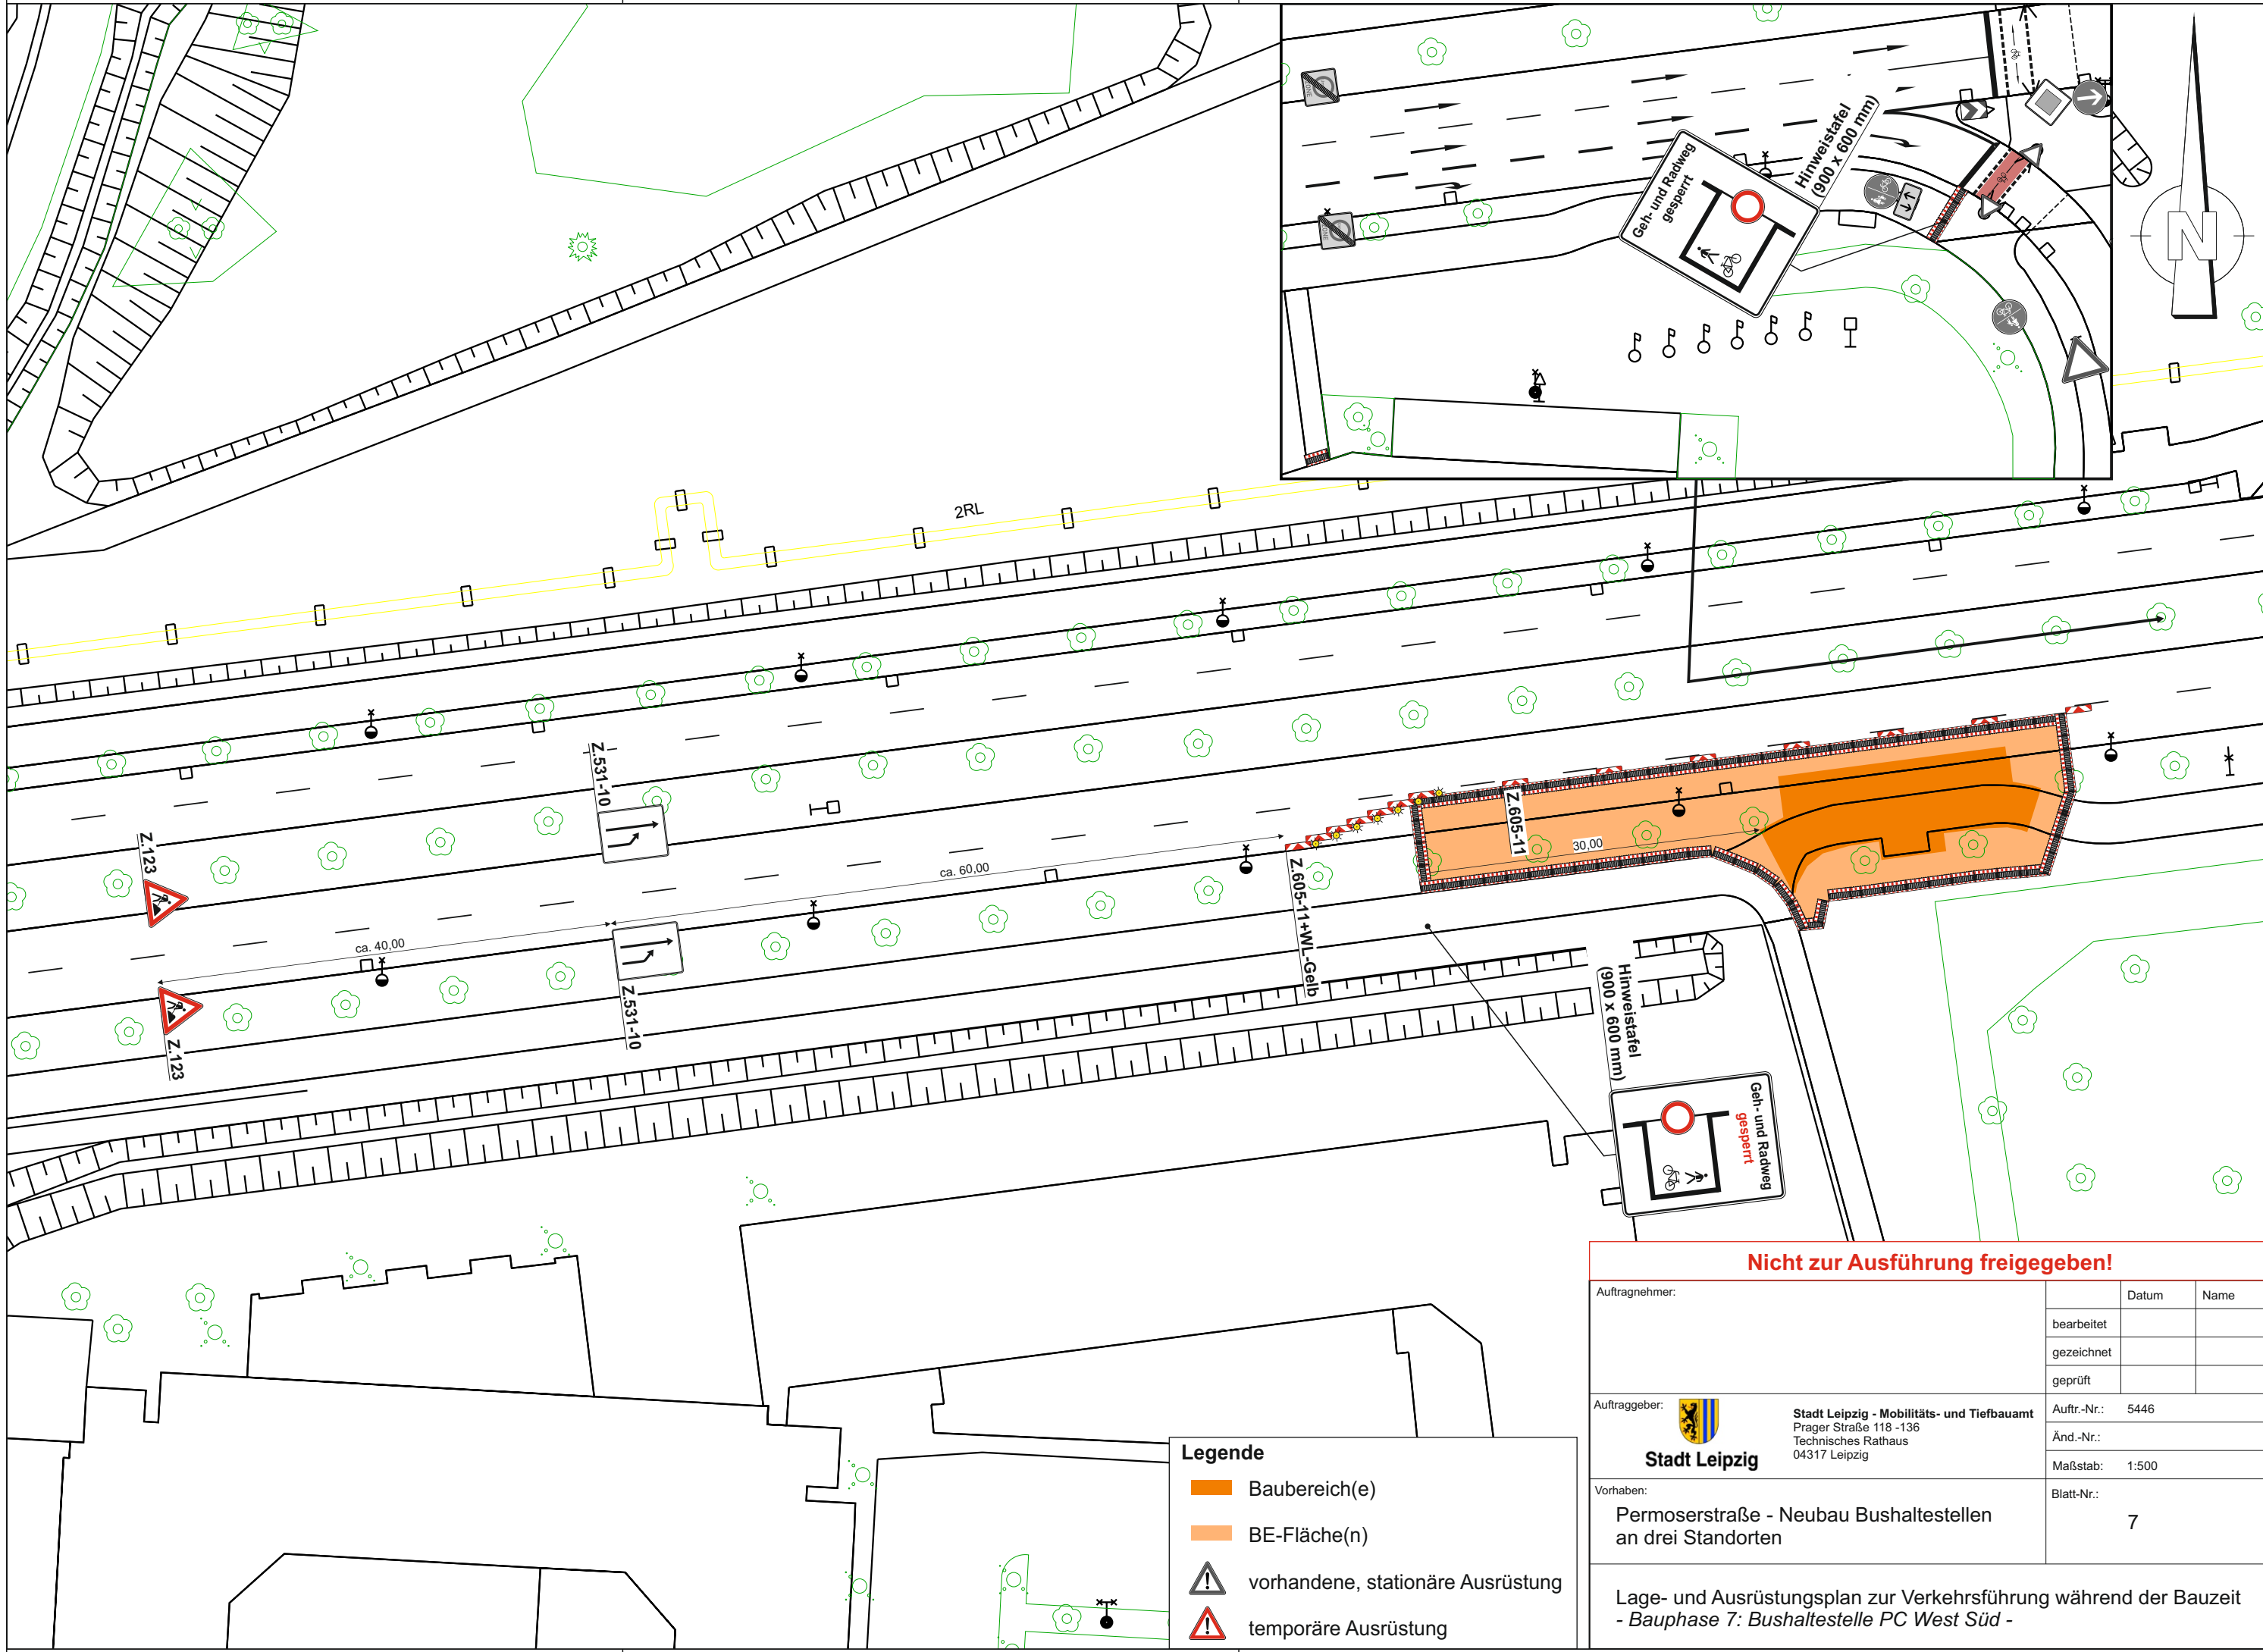 ZONE
ZONE
Geh- und Radweg
gesperrt
Hinweistafel
(900 x 600 mm)
N
2RL
Z.531-10
Z.123
ca. 40,00
ca. 60,00
Z.605-11
30,00
Z.605-11+WL-Gelb
Z.531-10
Z.123
Hinweistafel
(900 x 600 mm)
Geh- und Radweg
gesperrt
Nicht zur Ausführung freigegeben!
Auftragnehmer:
Datum Name
bearbeitet
gezeichnet
geprüft
Auftraggeber:
Stadt Leipzig
Stadt Leipzig - Mobilitäts- und Tiefbauamt
Prager Straße 118 -136
Technisches Rathaus
04317 Leipzig
Auftr.-Nr.: 5446
Änd.-Nr.:
Maßstab: 1:500
Vorhaben:
Permoserstraße - Neubau Bushaltestellen
an drei Standorten
Blatt-Nr.:
7
Lage- und Ausrüstungsplan zur Verkehrsführung während der Bauzeit
- Bauphase 7: Bushaltestelle PC West Süd -
Legende
Baubereich(e)
BE-Fläche(n)
vorhandene, stationäre Ausrüstung
temporäre Ausrüstung